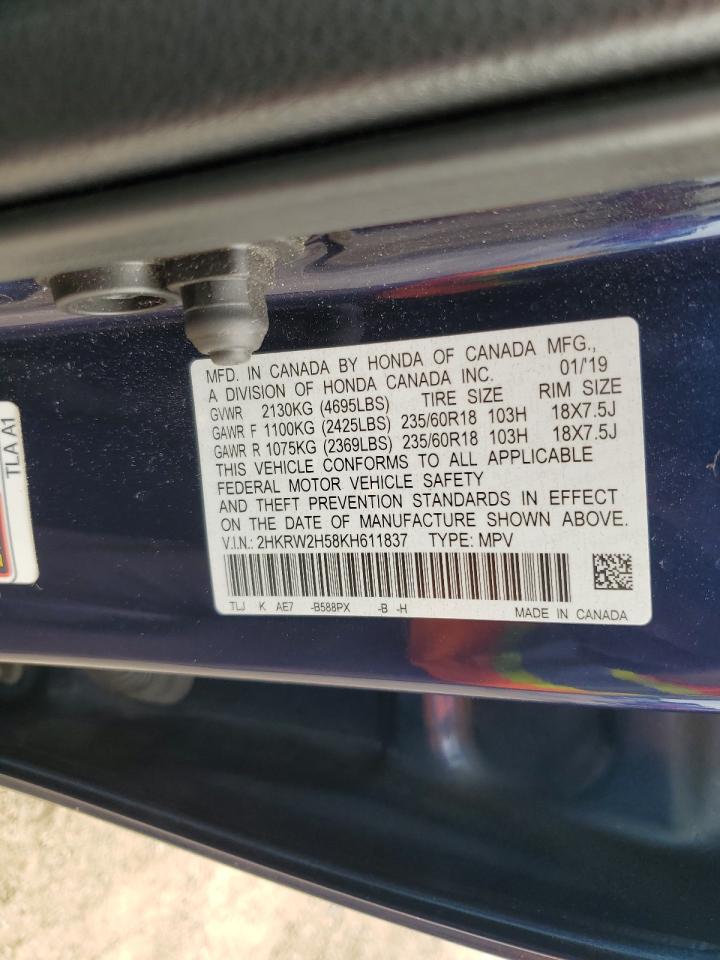 MFD. IN CANADA BY HONDA OF CANADA MFG.,
A DIVISION OF HONDA CANADA INC. 01/19
GVWR 2130KG (4695LBS) TIRE SIZE RIM SIZE
GAWR F 1100KG (2425LBS) 235/60R18 103H 18X7.5J
GAWR R 1075KG (2369LBS) 235/60R18 103H 18X7.5J
THIS VEHICLE CONFORMS TO ALL APPLICABLE
FEDERAL MOTOR VEHICLE SAFETY
AND THEFT PREVENTION STANDARDS IN EFFECT
ON THE DATE OF MANUFACTURE SHOWN ABOVE.
V.I.N.: 2HKRW2H58KH611837 TYPE: MPV
TLJ K AE7 -B588PX -B -H MADE IN CANADA
TLA A1